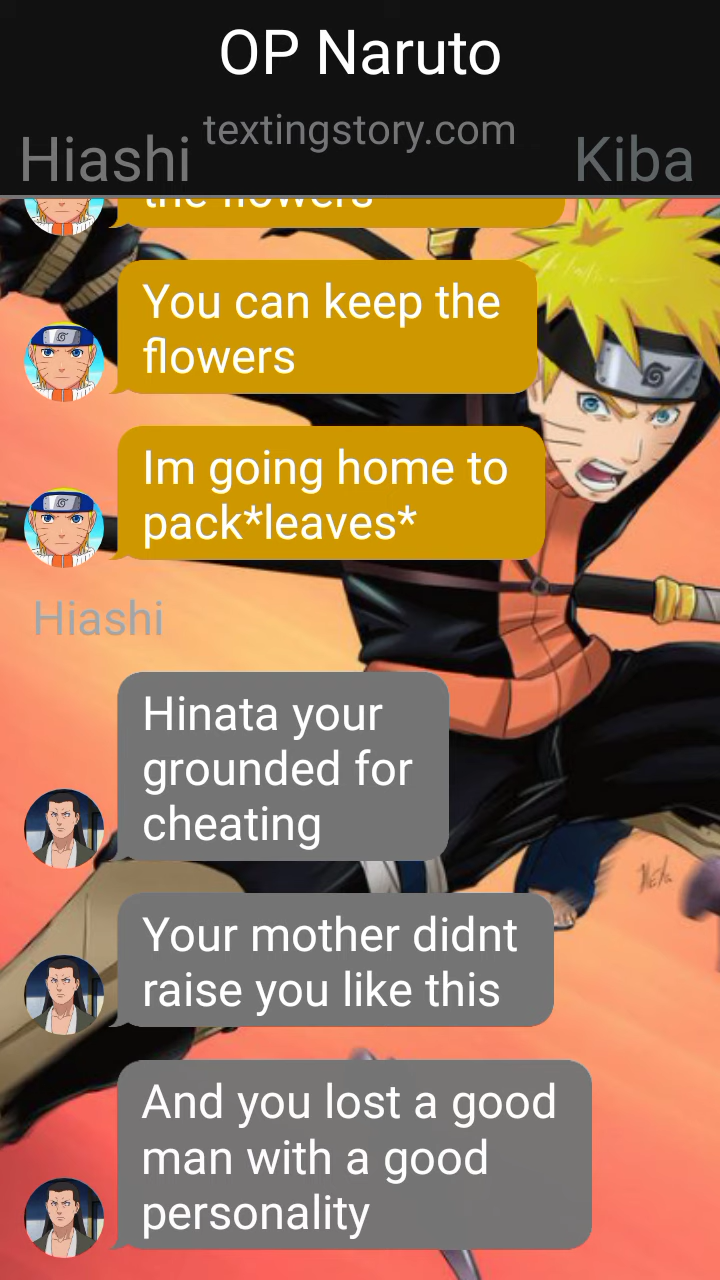 OP Naruto
textingstory.com
Hiashi
Kiba
the flowers
You can keep the
flowers
Im going home to
pack*leaves*
Hiashi
Hinata your
grounded for
cheating
Your mother didnt
raise you like this
And you lost a good
man with a good
personality